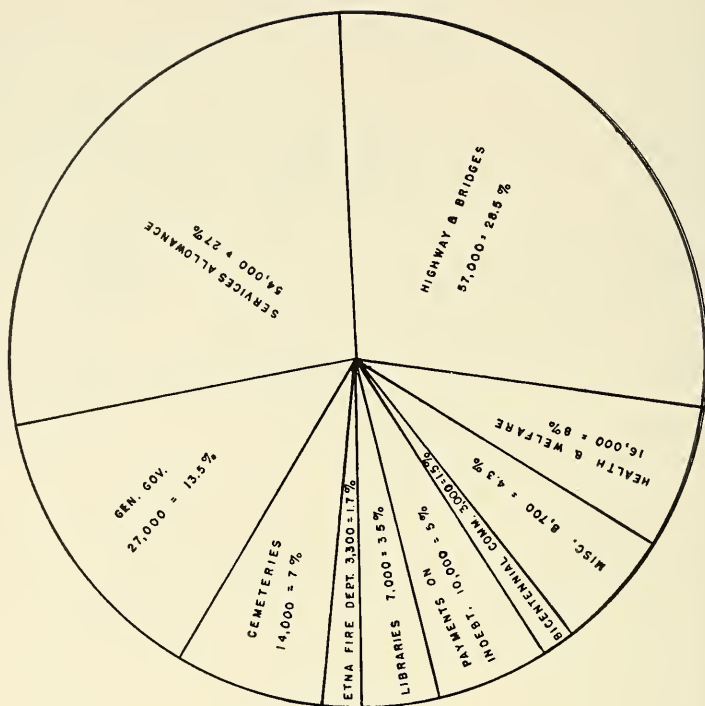 HIGHWAY & BRIDGES
57,000 = 28.5 %
HEALTH & WELFARE
16,000 = 8%
MISC. 8,700 = 4.3 %
BICENTENNIAL COMM. 3,000=1.5%
PAYMENTS ON
INDEBT. 10,000 = 5 %
LIBRARIES 7,000 = 3.5 %
ETNA FIRE DEPT. 3,300 = 1.7 %
CEMETERIES
14,000 = 7 %
GEN. GOV.
27,000 = 13.5 %
SERVICES ALLOWANCE
54,000 = 27%